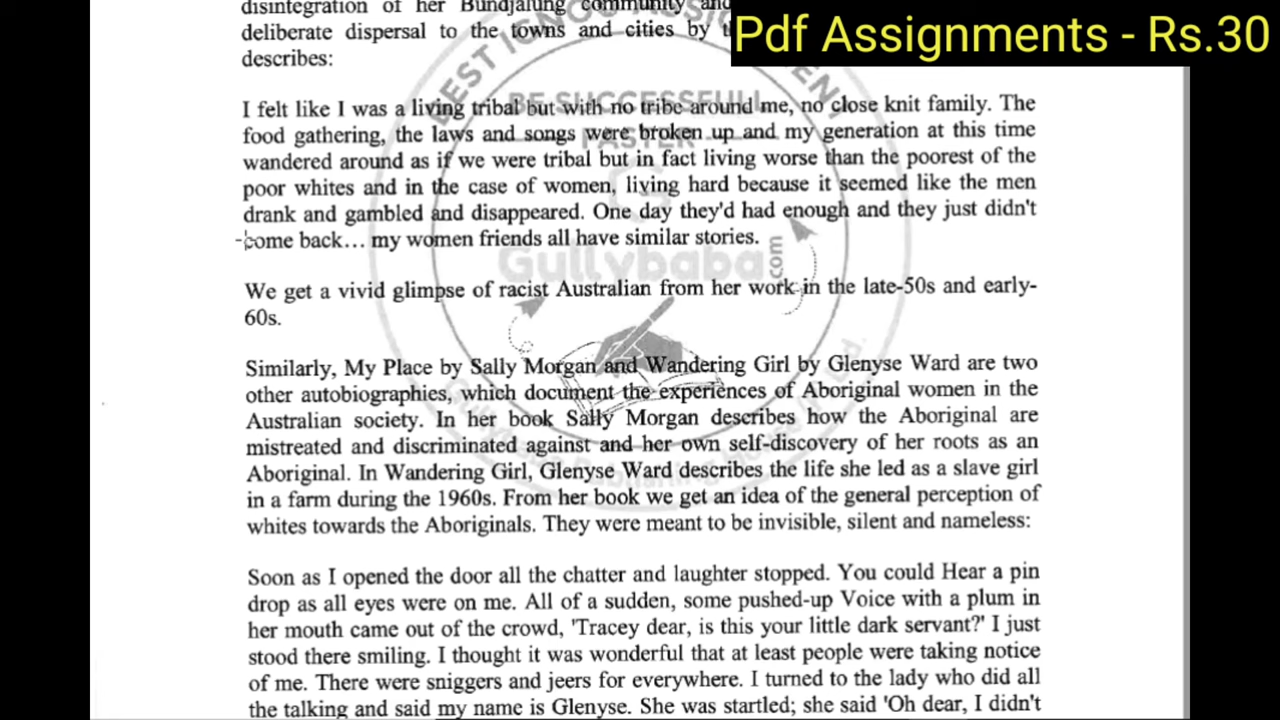 disintegration of her Bundjalung community and
deliberate dispersal to the towns and cities by
describes:
Pdf Assignments - Rs.30
I felt like I was a living tribal but with no tribe around me, no close knit family. The
food gathering, the laws and songs were broken up and my generation at this time
wandered around as if we were tribal but in fact living worse than the poorest of the
poor whites and in the case of women, living hard because it seemed like the men
drank and gambled and disappeared. One day they'd had enough and they just didn't
come back… my women friends all have similar stories.
We get a vivid glimpse of racist Australian from her work in the late-50s and early-
60s.
Similarly, My Place by Sally Morgan and Wandering Girl by Glenyse Ward are two
other autobiographies, which document the experiences of Aboriginal women in the
Australian society. In her book Sally Morgan describes how the Aboriginal are
mistreated and discriminated against and her own self-discovery of her roots as an
Aboriginal. In Wandering Girl, Glenyse Ward describes the life she led as a slave girl
in a farm during the 1960s. From her book we get an idea of the general perception of
whites towards the Aboriginals. They were meant to be invisible, silent and nameless:
Soon as I opened the door all the chatter and laughter stopped. You could Hear a pin
drop as all eyes were on me. All of a sudden, some pushed-up Voice with a plum in
her mouth came out of the crowd, 'Tracey dear, is this your little dark servant?' I just
stood there smiling. I thought it was wonderful that at least people were taking notice
of me. There were sniggers and jeers for everywhere. I turned to the lady who did all
the talking and said my name is Glenyse. She was startled; she said 'Oh dear, I didn't
BE SUCCESSFULL
FASTER
G
Gullybaba.com